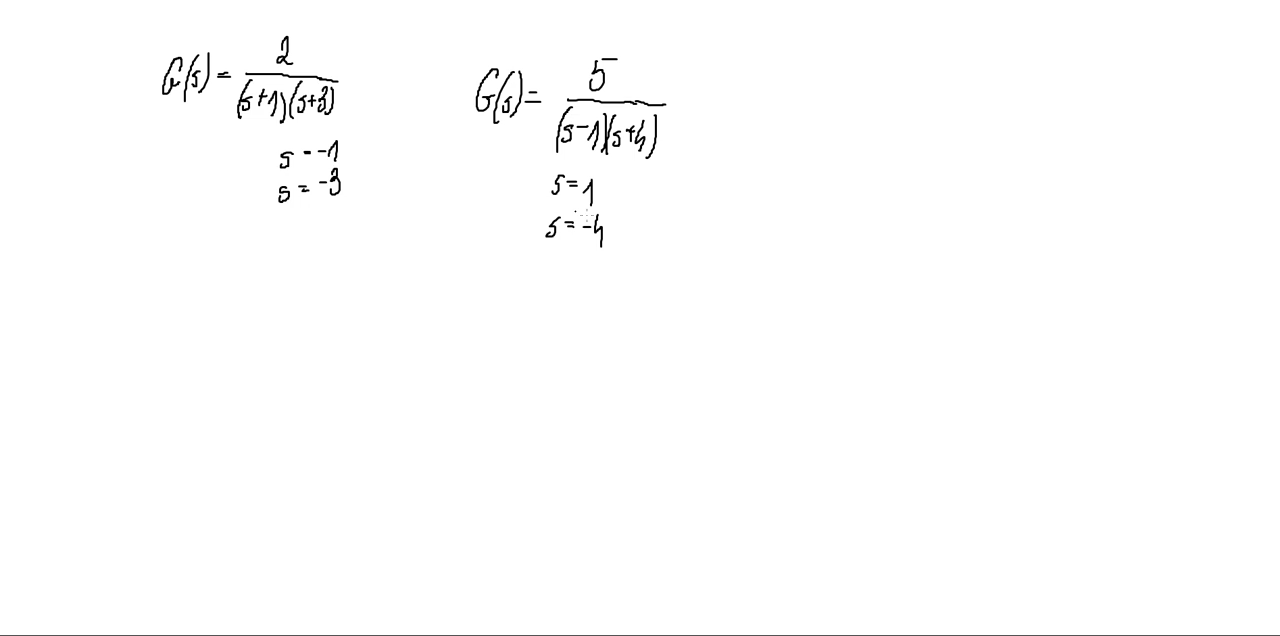 G(s) = 2 / (s+1)(s+3)
s = -1
s = -3
G(s) = 5 / (s-1)(s+4)
s = 1
s = -4